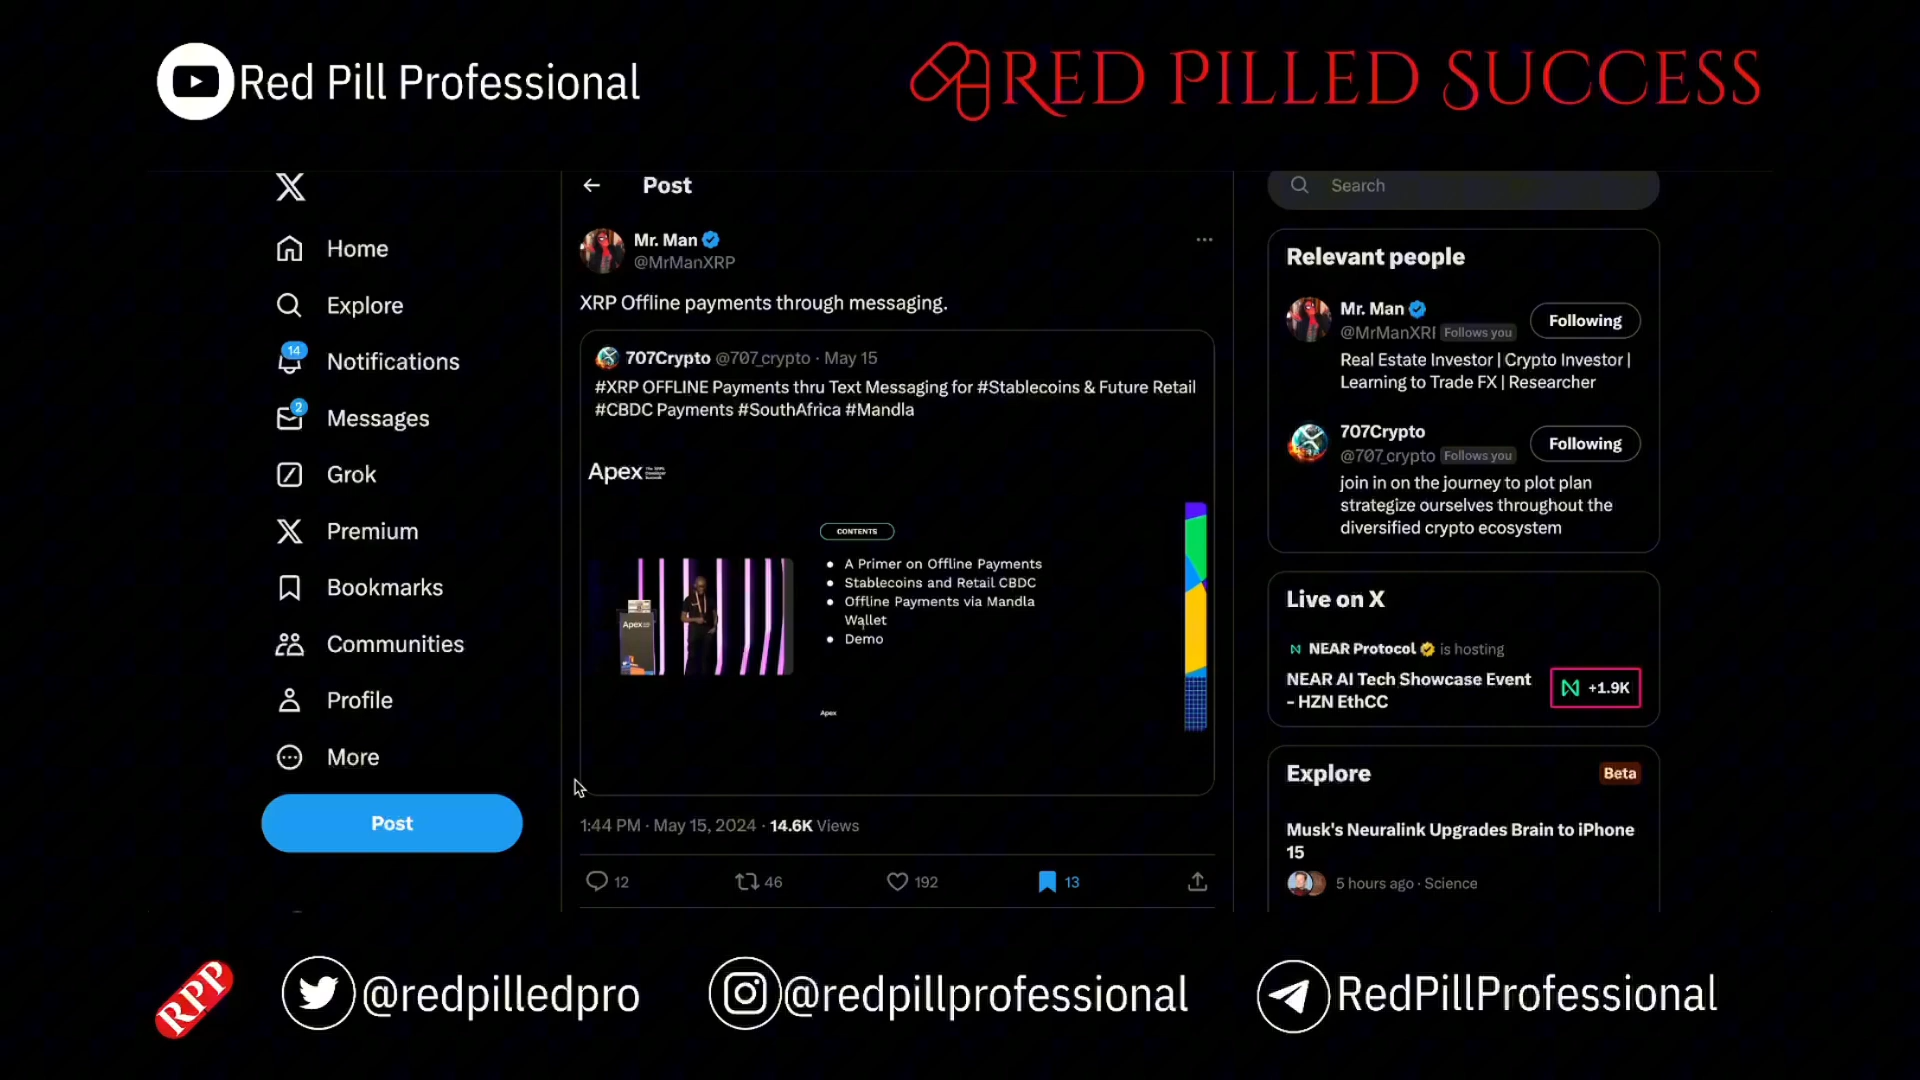 Red Pill Professional
RED PILLED SUCCESS
Home
Explore
14
Notifications
2
Messages
Grok
Premium
Bookmarks
Communities
Profile
More
Post
Post
Mr. Man
@MrManXRP
XRP Offline payments through messaging.
707Crypto @707_crypto · May 15
#XRP OFFLINE Payments thru Text Messaging for #Stablecoins & Future Retail
#CBDC Payments #SouthAfrica #Mandla
Apex
CONTENTS
• A Primer on Offline Payments
• Stablecoins and Retail CBDC
• Offline Payments via Mandla
Wallet
• Demo
Apex
Apex
1:44 PM · May 15, 2024 · 14.6K Views
12 46 192 13
Search
Relevant people
Mr. Man
Following
@MrManXRI Follows you
Real Estate Investor | Crypto Investor |
Learning to Trade FX | Researcher
707Crypto
Following
@707_crypto Follows you
join in on the journey to plot plan
strategize ourselves throughout the
diversified crypto ecosystem
Live on X
NEAR Protocol is hosting
NEAR AI Tech Showcase Event
- HZN EthCC
+1.9K
Explore
Beta
Musk's Neuralink Upgrades Brain to iPhone
15
5 hours ago · Science
RPP
@redpilledpro
@redpillprofessional
RedPillProfessional